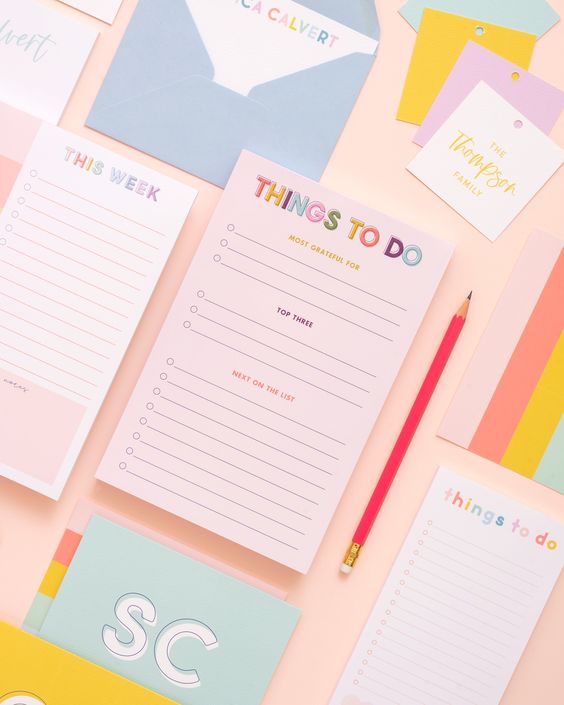 CA CALVERT
THE
Thompson
FAMILY
THIS WEEK
notes
THINGS TO DO
MOST GRATEFUL FOR
TOP THREE
NEXT ON THE LIST
things to do
SC